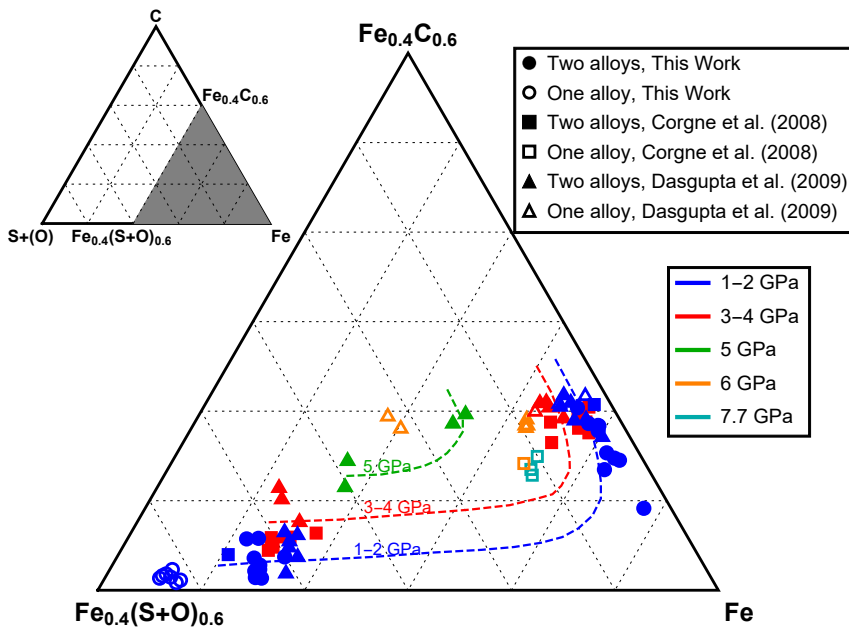 C
Fe0.4C0.6
S+(O)
Fe0.4(S+O)0.6
Fe
Fe0.4C0.6
Two alloys, This Work
One alloy, This Work
Two alloys, Corgne et al. (2008)
One alloy, Corgne et al. (2008)
Two alloys, Dasgupta et al. (2009)
One alloy, Dasgupta et al. (2009)
1−2 GPa
3−4 GPa
5 GPa
6 GPa
7.7 GPa
5 GPa
3−4 GPa
1−2 GPa
Fe0.4(S+O)0.6
Fe